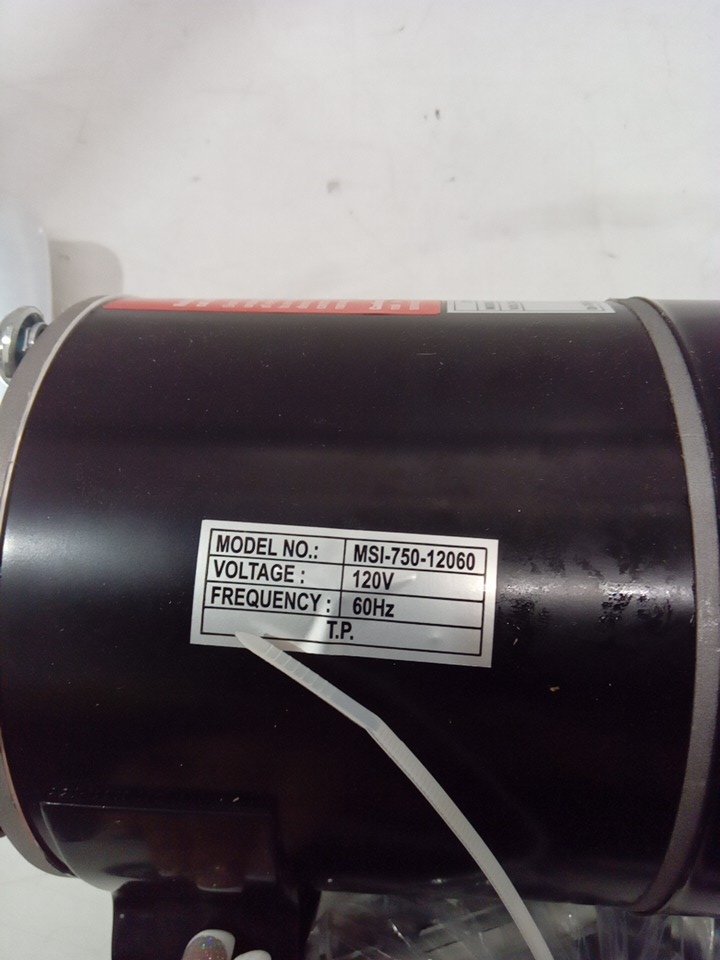 MODEL NO.: MSI-750-12060
VOLTAGE : 120V
FREQUENCY : 60Hz
T.P.